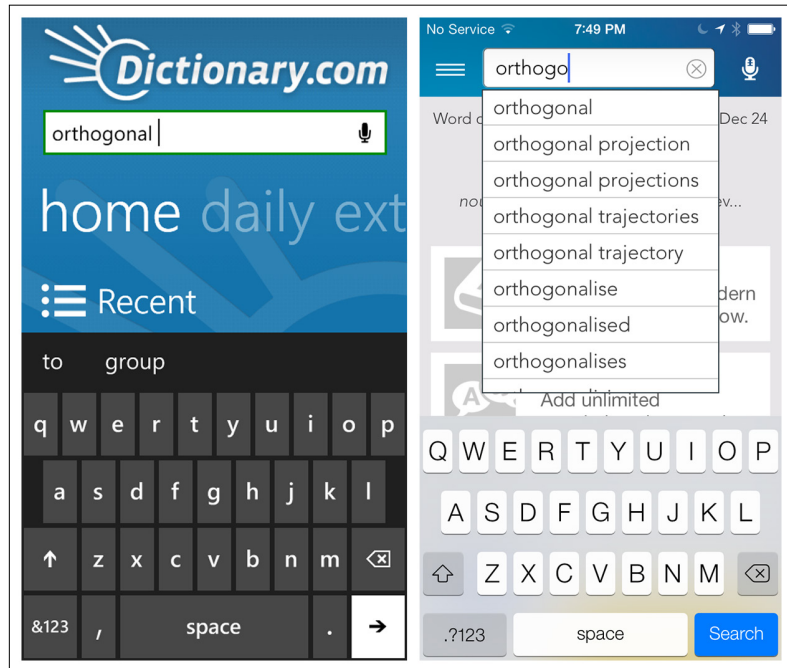 Dictionary.com
orthogonal
home daily ext
Recent
to group
q w e r t y u i o p
a s d f g h j k l
z x c v b n m
&123 , space .
No Service 7:49 PM
orthogo
Word o Dec 24
orthogonal
orthogonal projection
orthogonal projections
nou ev...
orthogonal trajectories
orthogonal trajectory
orthogonalise
dern
orthogonalised
ow.
orthogonalises
A
Add unlimited
Q W E R T Y U I O P
A S D F G H J K L
Z X C V B N M
.?123 space Search